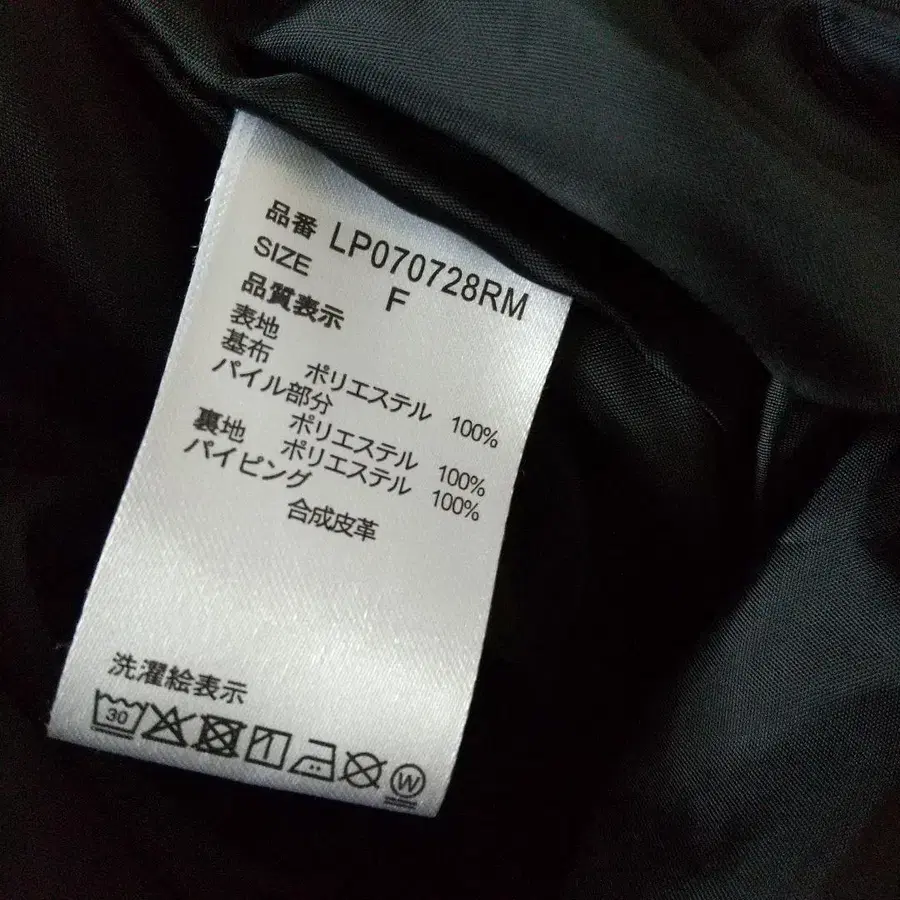 品番 LP070728RM
SIZE F
品質表示
表地
基布 ポリエステル 100%
パイル部分
ポリエステル 100%
裏地 ポリエステル 100%
パイピング
合成皮革
洗濯絵表示
30
W